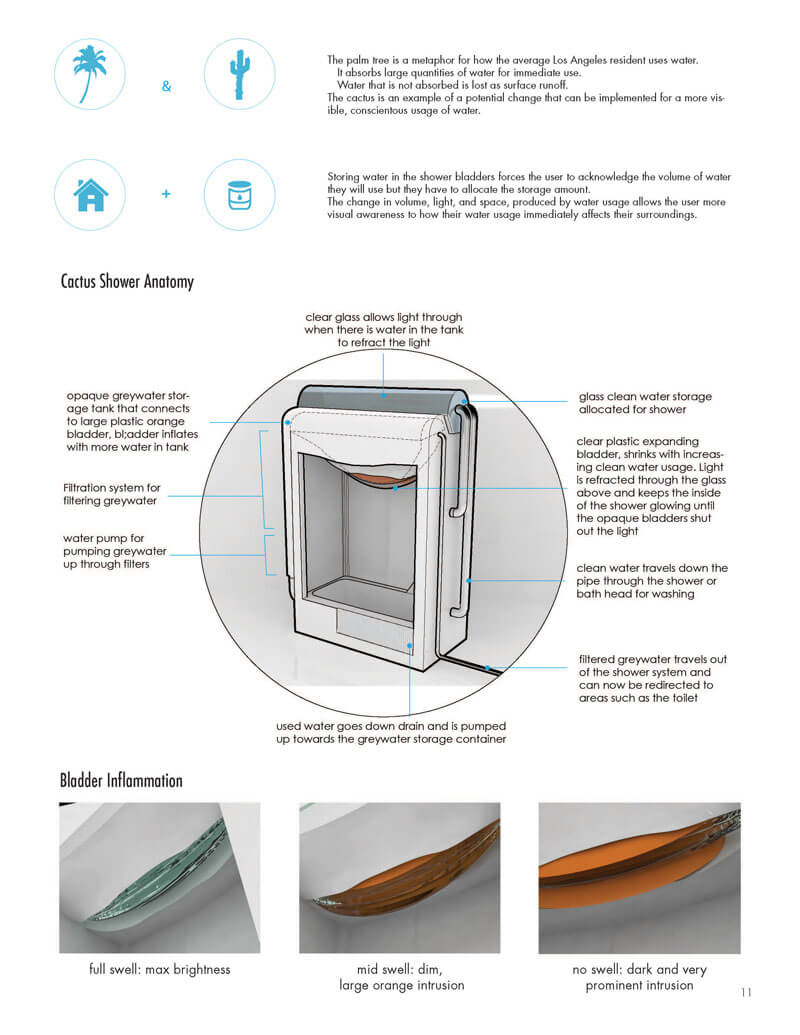 The palm tree is a metaphor for how the average Los Angeles resident uses water.
It absorbs large quantities of water for immediate use.
Water that is not absorbed is lost as surface runoff.
The cactus is an example of a potential change that can be implemented for a more vis-
ible, conscientous usage of water.
&
Storing water in the shower bladders forces the user to acknowledge the volume of water
they will use but they have to allocate the storage amount.
The change in volume, light, and space, produced by water usage allows the user more
visual awareness to how their water usage immediately affects their surroundings.
+
Cactus Shower Anatomy
clear glass allows light through
when there is water in the tank
to refract the light
opaque greywater stor-
age tank that connects
to large plastic orange
bladder, bl;adder inflates
with more water in tank
Filtration system for
filtering greywater
water pump for
pumping greywater
up through filters
glass clean water storage
allocated for shower
clear plastic expanding
bladder, shrinks with increas-
ing clean water usage. Light
is refracted through the glass
above and keeps the inside
of the shower glowing until
the opaque bladders shut
out the light
clean water travels down the
pipe through the shower or
bath head for washing
filtered greywater travels out
of the shower system and
can now be redirected to
areas such as the toilet
used water goes down drain and is pumped
up towards the greywater storage container
Bladder Inflammation
full swell: max brightness
mid swell: dim,
large orange intrusion
no swell: dark and very
prominent intrusion
11